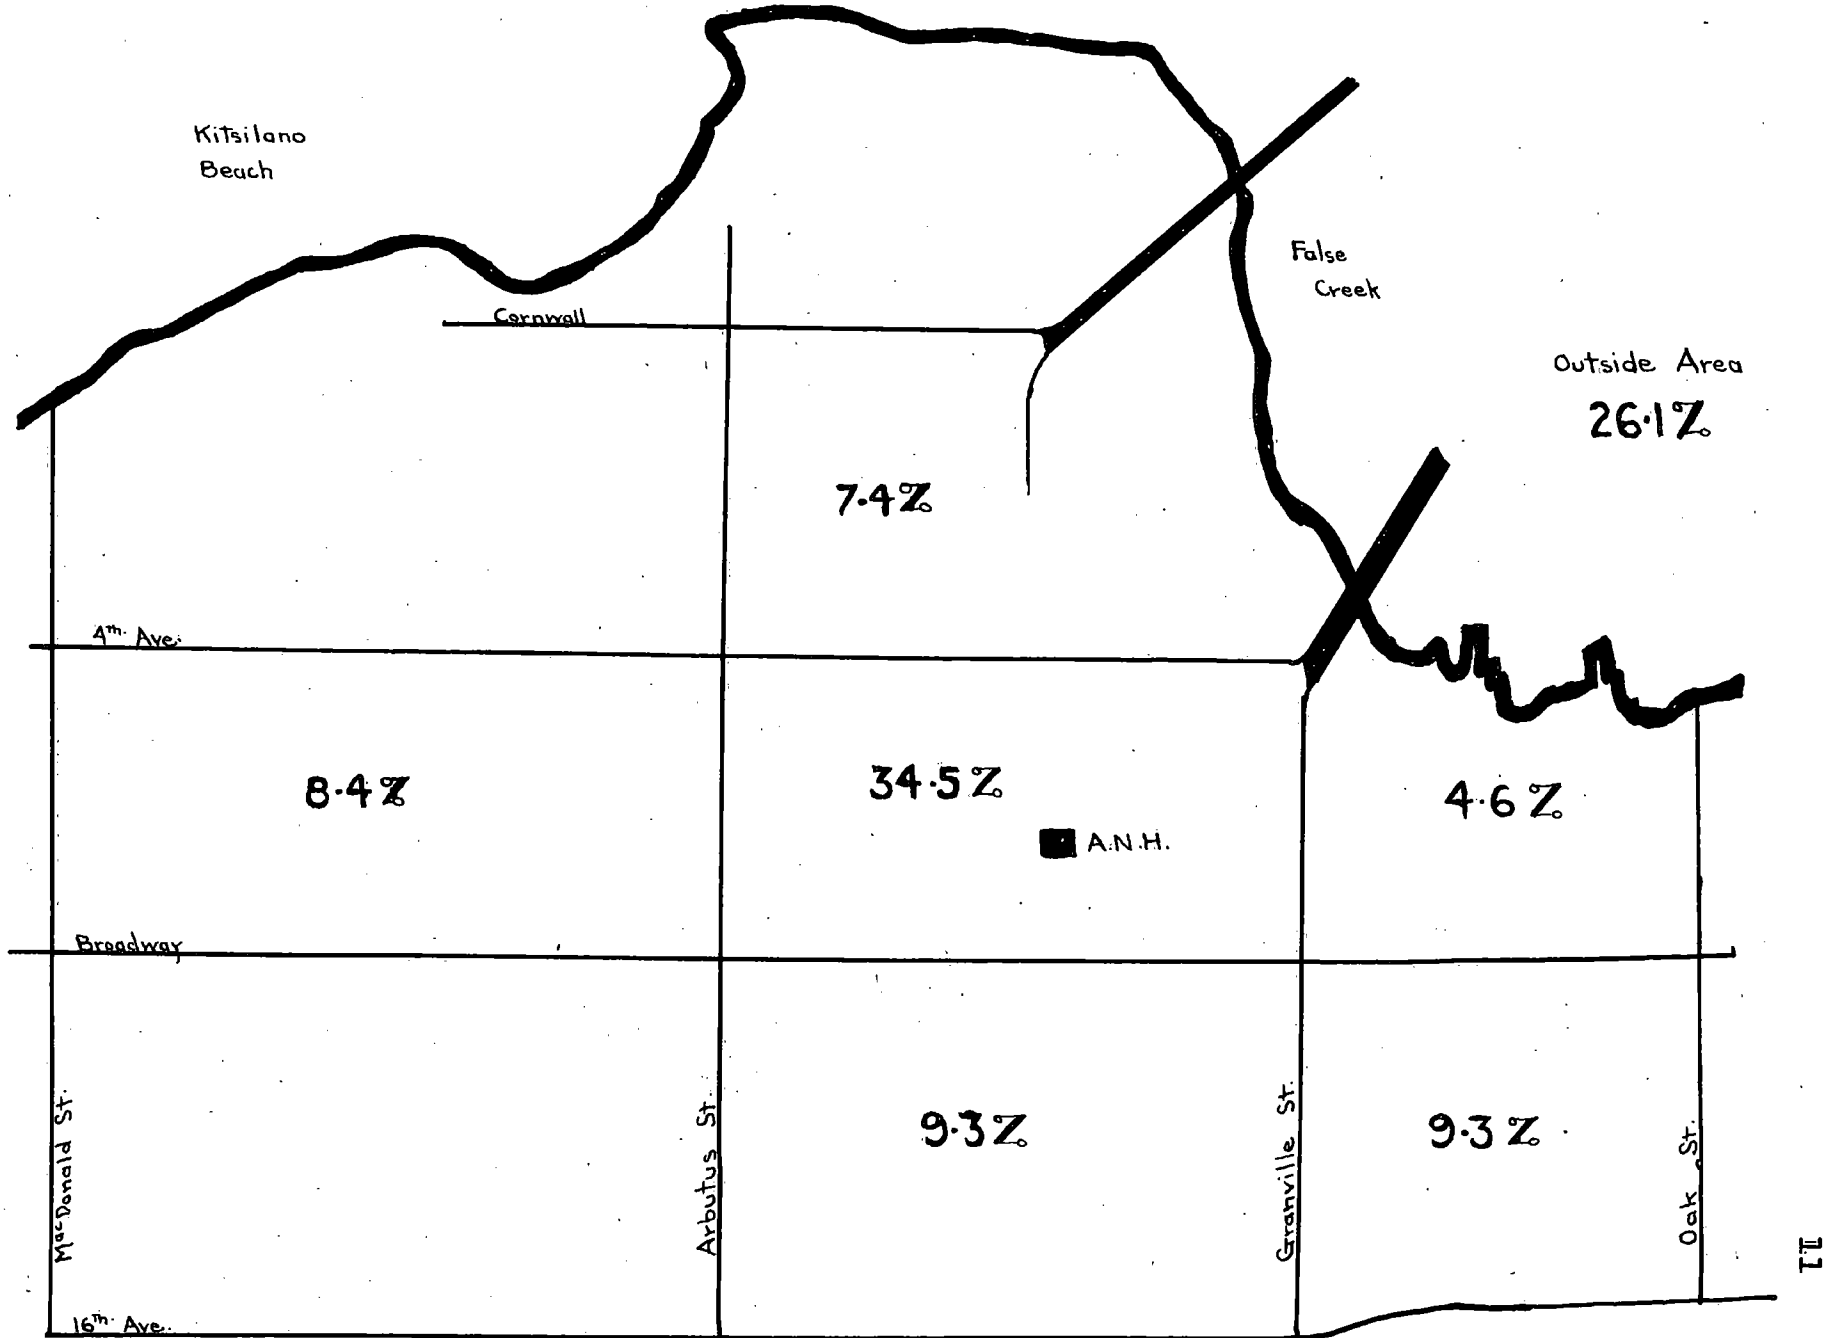 Kitsilano
Beach
False
Creek
Cornwall
Outside Area
26.1%
7.4%
4th. Ave.
8.4%
34.5%
4.6%
A.N.H.
Broadway
MacDonald St.
Arbutus St.
9.3%
Granville St.
9.3%
Oak St.
11
16th. Ave.